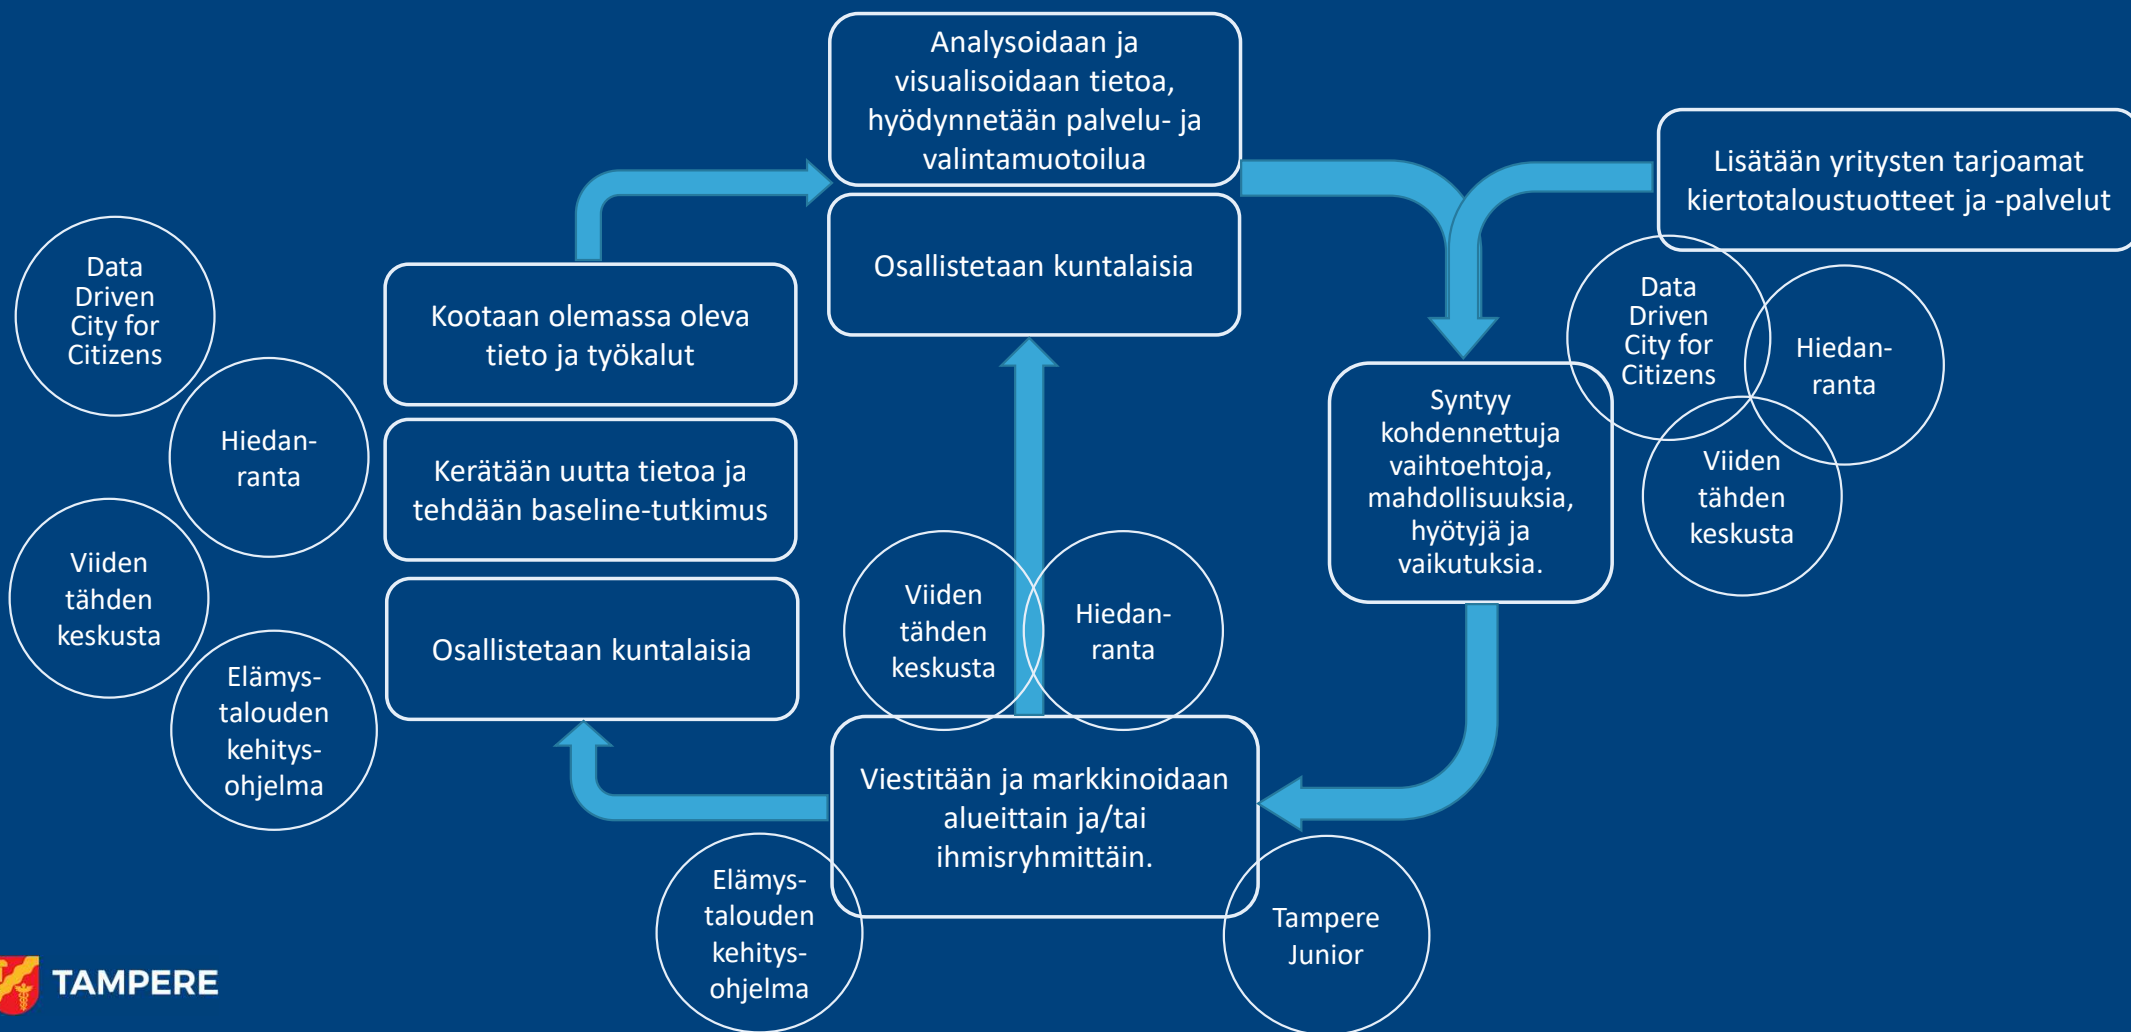 Analysoidaan ja
visualisoidaan tietoa,
hyödynnetään palvelu- ja
valintamuotoilua
Osallistetaan kuntalaisia
Lisätään yritysten tarjoamat
kiertotaloustuotteet ja -palvelut
Data
Driven
City for
Citizens
Hiedan-
ranta
Viiden
tähden
keskusta
Elämys-
talouden
kehitys-
ohjelma
Kootaan olemassa oleva
tieto ja työkalut
Kerätään uutta tietoa ja
tehdään baseline-tutkimus
Osallistetaan kuntalaisia
Viiden
tähden
keskusta
Hiedan-
ranta
Syntyy
kohdennettuja
vaihtoehtoja,
mahdollisuuksia,
hyötyjä ja
vaikutuksia.
Data
Driven
City for
Citizens
Hiedan-
ranta
Viiden
tähden
keskusta
Viestitään ja markkinoidaan
alueittain ja/tai
ihmisryhmittäin.
Elämys-
talouden
kehitys-
ohjelma
Tampere
Junior
TAMPERE